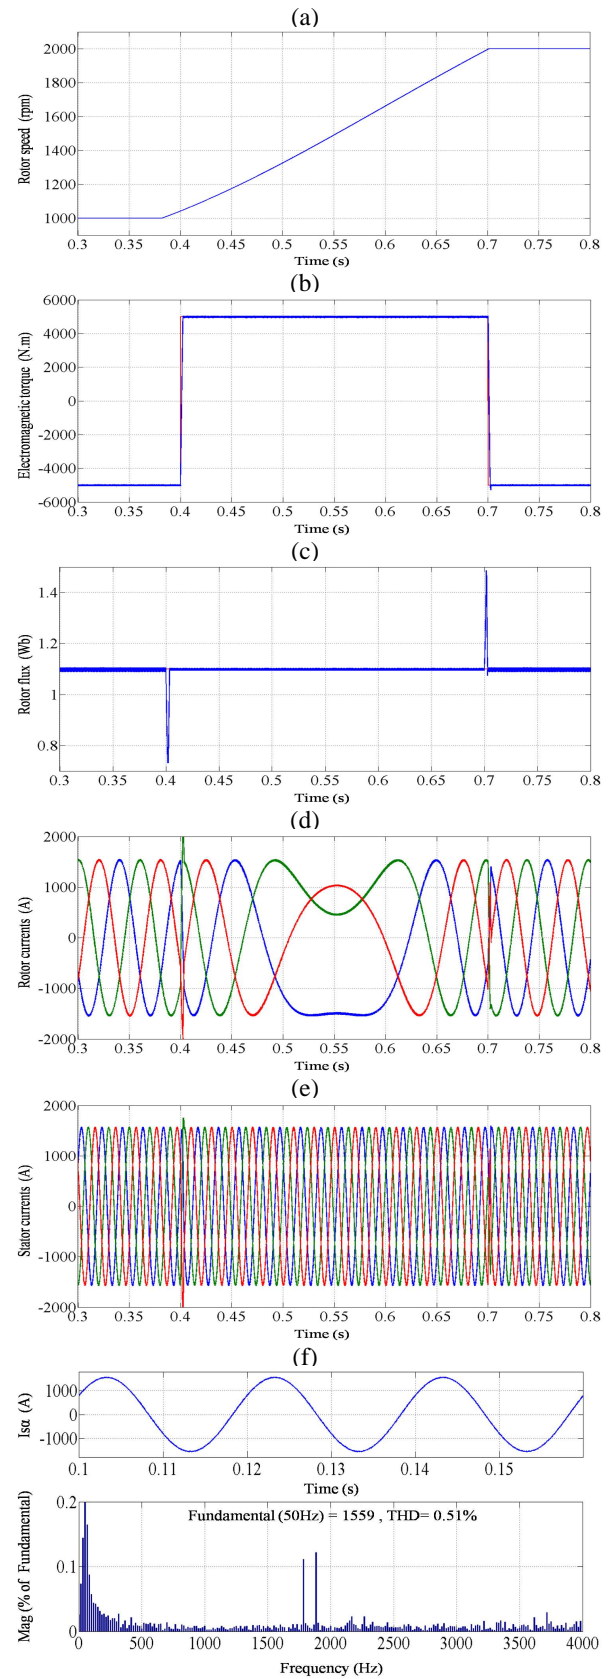 (a)
Rotor speed (rpm)
2000
1800
1600
1400
1200
1000
0.3 0.35 0.4 0.45 0.5 0.55 0.6 0.65 0.7 0.75 0.8
Time (s)
(b)
Electromagnetic torque (N.m)
6000
4000
2000
0
-2000
-4000
-6000
0.3 0.35 0.4 0.45 0.5 0.55 0.6 0.65 0.7 0.75 0.8
Time (s)
(c)
Rotor flux (Wb)
1.4
1.2
1
0.8
0.3 0.35 0.4 0.45 0.5 0.55 0.6 0.65 0.7 0.75 0.8
Time (s)
(d)
Rotor currents (A)
2000
1000
0
-1000
-2000
0.3 0.35 0.4 0.45 0.5 0.55 0.6 0.65 0.7 0.75 0.8
Time (s)
(e)
Stator currents (A)
2000
1000
0
-1000
-2000
0.3 0.35 0.4 0.45 0.5 0.55 0.6 0.65 0.7 0.75 0.8
Time (s)
(f)
Isα (A)
1000
0
-1000
0.1 0.11 0.12 0.13 0.14 0.15
Time (s)
Mag (% of Fundamental)
0.2
0.1
0
Fundamental (50Hz) = 1559 , THD= 0.51%
0 500 1000 1500 2000 2500 3000 3500 4000
Frequency (Hz)